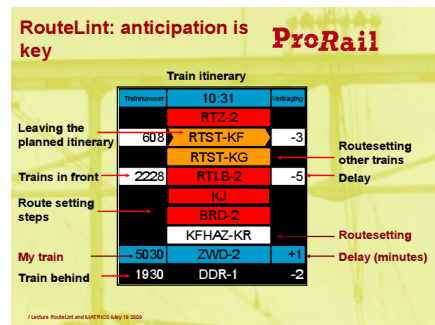 RouteLint: anticipation is
key
ProRail
Train itinerary
Treinnummer 10:31 Vertraging
RTZ-2
Leaving the
planned itinerary
608 RTST-KF -3
RTST-KG
Routesetting
other trains
Trains in front
2228 RTLB-2 -5
Delay
KJ
Route setting
steps
BRD-2
KFHAZ-KR
Routesetting
My train
5030 ZWD-2 +1
Delay (minutes)
Train behind
1930 DDR-1 -2
/ Lecture RouteLint and MATRICS May 19 2009